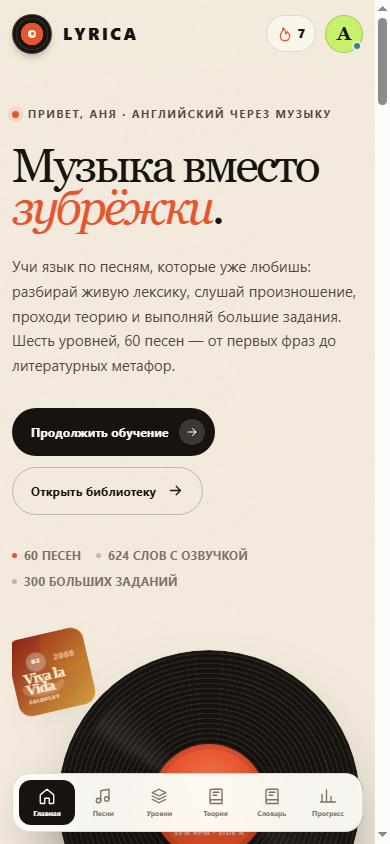 LYRICA
7
A
ПРИВЕТ, АНЯ · АНГЛИЙСКИЙ ЧЕРЕЗ МУЗЫКУ
Музыка вместо
зубрёжки.
Учи язык по песням, которые уже любишь:
разбирай живую лексику, слушай произношение,
проходи теорию и выполняй большие задания.
Шесть уровней, 60 песен — от первых фраз до
литературных метафор.
Продолжить обучение
Открыть библиотеку
60 ПЕСЕН
624 СЛОВ С ОЗВУЧКОЙ
300 БОЛЬШИХ ЗАДАНИЙ
B2
2008
Viva la
Vida
COLDPLAY
Главная
Песни
Уровни
Теория
Словарь
Прогресс
RPM · SIDE A